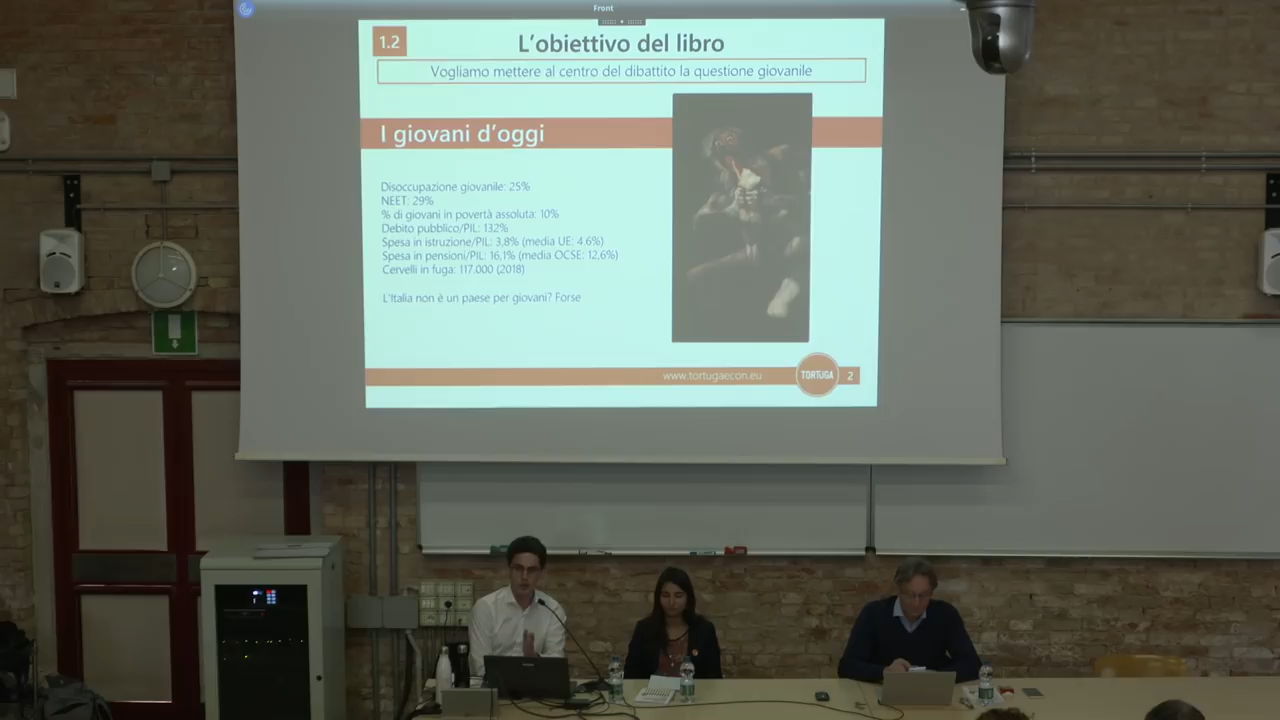 Front
1.2
L'obiettivo del libro
Vogliamo mettere al centro del dibattito la questione giovanile
I giovani d'oggi
Disoccupazione giovanile: 25%
NEET: 29%
% di giovani in povertà assoluta: 10%
Debito pubblico/PIL: 132%
Spesa in istruzione/PIL: 3,8% (media UE: 4.6%)
Spesa in pensioni/PIL: 16,1% (media OCSE: 12,6%)
Cervelli in fuga: 117.000 (2018)
L'Italia non è un paese per giovani? Forse
www.tortugaecon.eu
TORTUGA
2